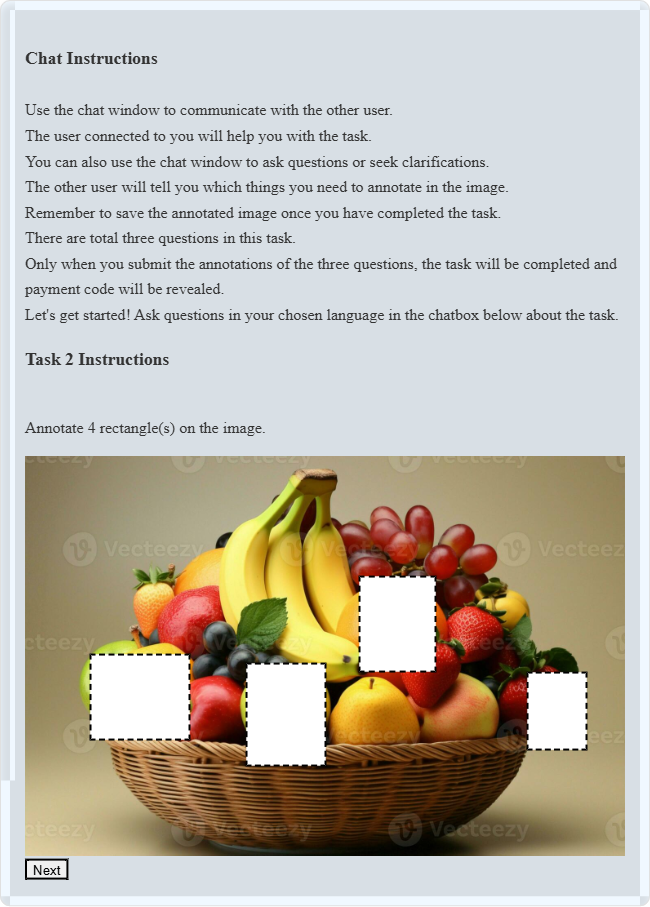 Chat Instructions
Use the chat window to communicate with the other user.
The user connected to you will help you with the task.
You can also use the chat window to ask questions or seek clarifications.
The other user will tell you which things you need to annotate in the image.
Remember to save the annotated image once you have completed the task.
There are total three questions in this task.
Only when you submit the annotations of the three questions, the task will be completed and
payment code will be revealed.
Let's get started! Ask questions in your chosen language in the chatbox below about the task.
Task 2 Instructions
Annotate 4 rectangle(s) on the image.
Vecteezy
Vecteezy
Vecteezy
Next